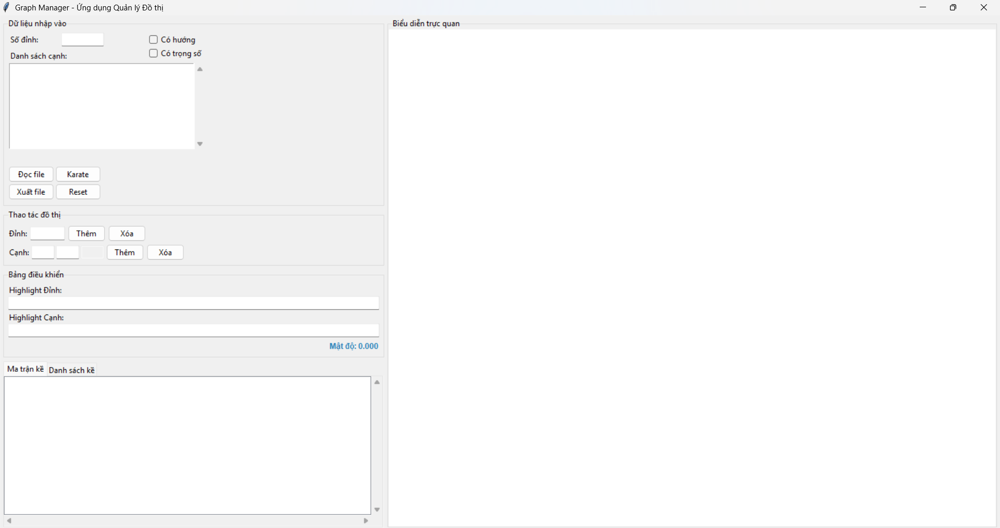 Graph Manager - Ứng dụng Quản lý Đồ thị
Dữ liệu nhập vào
Số đỉnh:
Có hướng
Có trọng số
Danh sách cạnh:
Đọc file
Karate
Xuất file
Reset
Thao tác đồ thị
Đỉnh:
Thêm
Xóa
Cạnh:
Thêm
Xóa
Bảng điều khiển
Highlight Đỉnh:
Highlight Cạnh:
Mật độ: 0.000
Ma trận kề
Danh sách kề
Biểu diễn trực quan